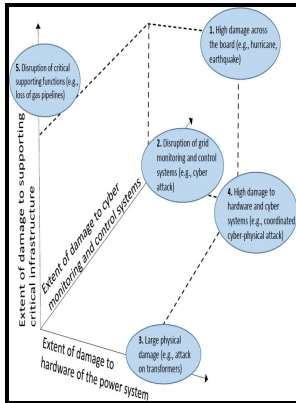 1. High damage across
the board (e.g., hurricane,
earthquake)
5. Disruption of critical
supporting functions (e.g.,
loss of gas pipelines)
2. Disruption of grid
monitoring and control
systems (e.g., cyber
attack)
4. High damage to
hardware and cyber
systems (e.g., coordinated,
cyber-physical attack)
3. Large physical
damage (e.g., attack
on transformers)
Extent of damage to supporting
critical infrastructure
Extent of damage to cyber
monitoring and control systems
Extent of damage to
hardware of the power system